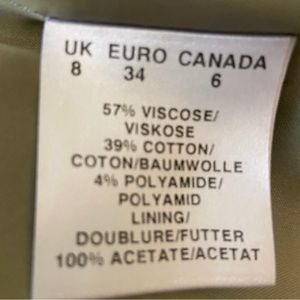 UK EURO CANADA
8 34 6
57% VISCOSE/
VISKOSE
39% COTTON/
COTON/BAUMWOLLE
4% POLYAMIDE/
POLYAMID
LINING/
DOUBLURE/FUTTER
100% ACETATE/ACETAT